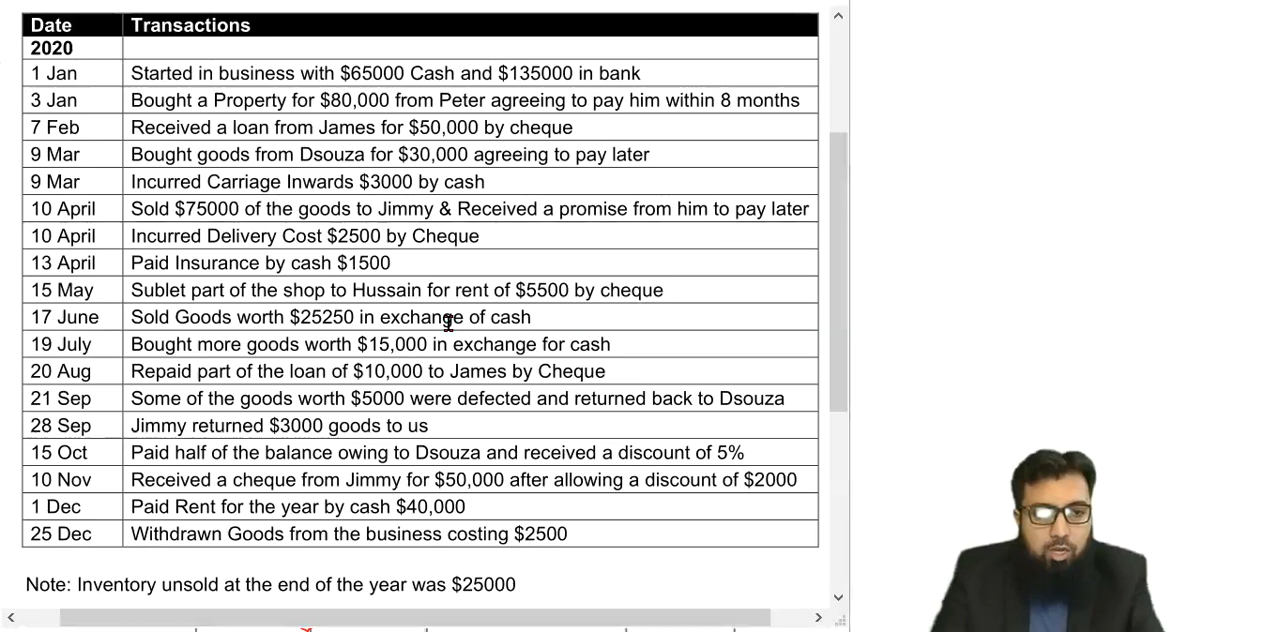 Date Transactions
2020
1 Jan Started in business with $65000 Cash and $135000 in bank
3 Jan Bought a Property for $80,000 from Peter agreeing to pay him within 8 months
7 Feb Received a loan from James for $50,000 by cheque
9 Mar Bought goods from Dsouza for $30,000 agreeing to pay later
9 Mar Incurred Carriage Inwards $3000 by cash
10 April Sold $75000 of the goods to Jimmy & Received a promise from him to pay later
10 April Incurred Delivery Cost $2500 by Cheque
13 April Paid Insurance by cash $1500
15 May Sublet part of the shop to Hussain for rent of $5500 by cheque
17 June Sold Goods worth $25250 in exchange of cash
19 July Bought more goods worth $15,000 in exchange for cash
20 Aug Repaid part of the loan of $10,000 to James by Cheque
21 Sep Some of the goods worth $5000 were defected and returned back to Dsouza
28 Sep Jimmy returned $3000 goods to us
15 Oct Paid half of the balance owing to Dsouza and received a discount of 5%
10 Nov Received a cheque from Jimmy for $50,000 after allowing a discount of $2000
1 Dec Paid Rent for the year by cash $40,000
25 Dec Withdrawn Goods from the business costing $2500
Note: Inventory unsold at the end of the year was $25000